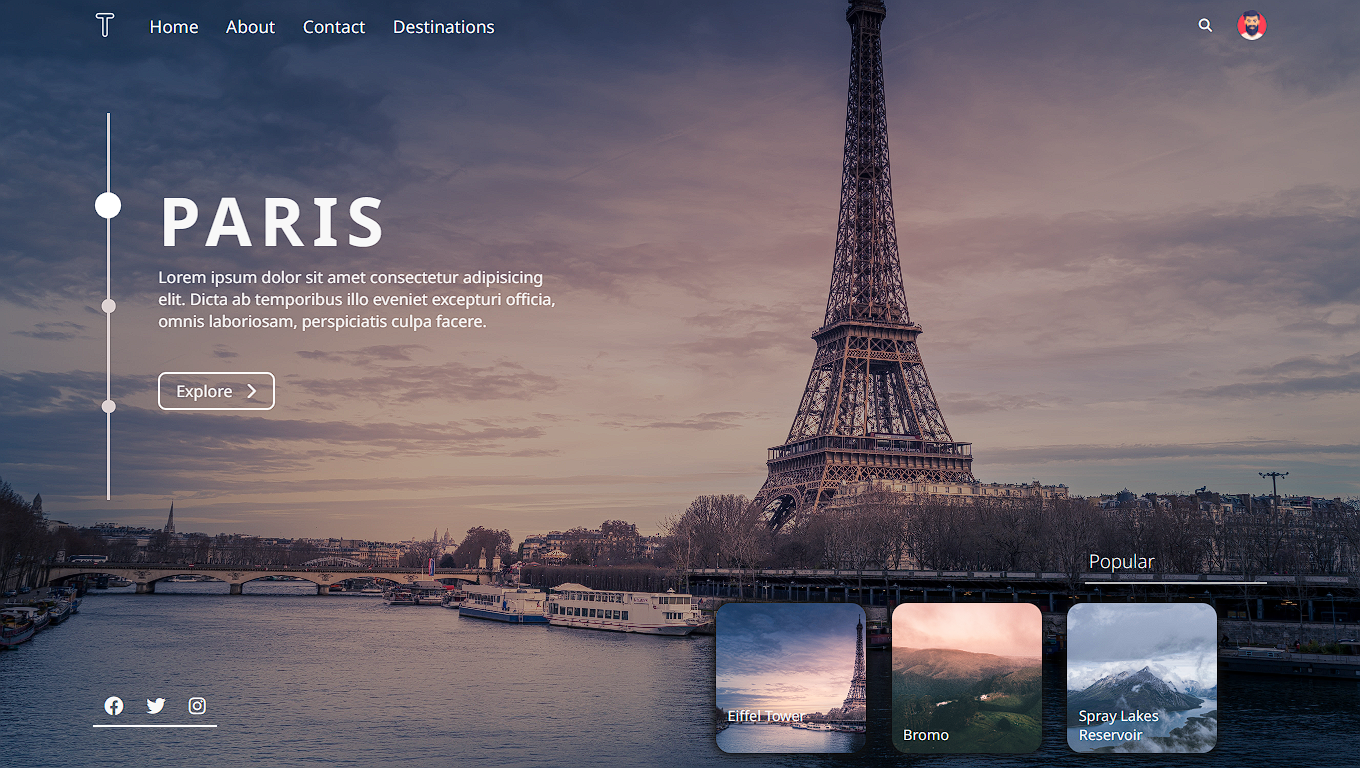 T
Home About Contact Destinations
PARIS
Lorem ipsum dolor sit amet consectetur adipisicing
elit. Dicta ab temporibus illo eveniet excepturi officia,
omnis laboriosam, perspiciatis culpa facere.
Explore
Popular
Eiffel Tower
Bromo
Spray Lakes
Reservoir